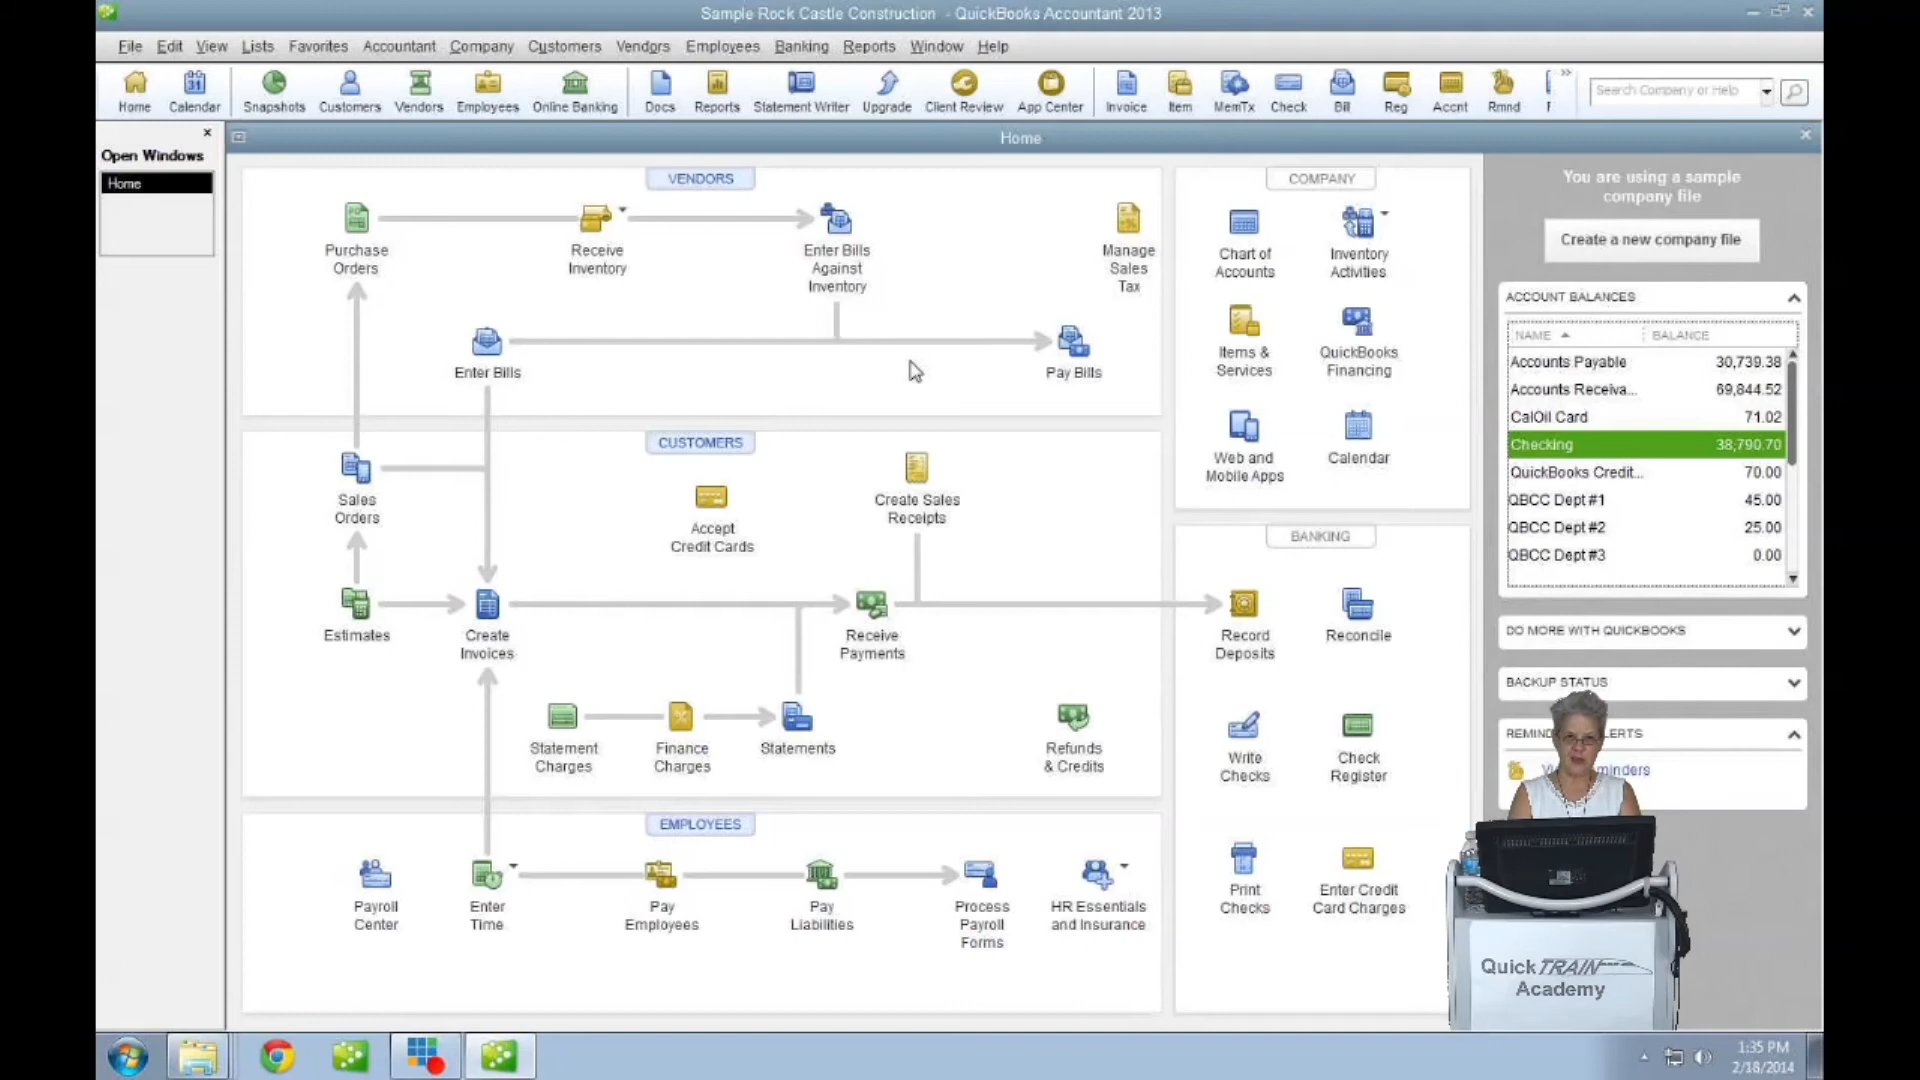 Sample Rock Castle Construction - QuickBooks Accountant 2013
File Edit View Lists Favorites Accountant Company Customers Vendors Employees Banking Reports Window Help
Home
Calendar
Snapshots
Customers
Vendors
Employees
Online Banking
Docs
Reports
Statement Writer
Upgrade
Client Review
App Center
Invoice
Item
MemTx
Check
Bill
Reg
Accnt
Rmnd
Search Company or Help
Open Windows
Home
Home
VENDORS
Purchase
Orders
Receive
Inventory
Enter Bills
Against
Inventory
Manage
Sales
Tax
Enter Bills
Pay Bills
CUSTOMERS
Sales
Orders
Accept
Credit Cards
Create Sales
Receipts
Estimates
Create
Invoices
Receive
Payments
Statement
Charges
Finance
Charges
Statements
Refunds
& Credits
EMPLOYEES
Payroll
Center
Enter
Time
Pay
Employees
Pay
Liabilities
Process
Payroll
Forms
HR Essentials
and Insurance
COMPANY
Chart of
Accounts
Inventory
Activities
Items &
Services
QuickBooks
Financing
Web and
Mobile Apps
Calendar
BANKING
Record
Deposits
Reconcile
Write
Checks
Check
Register
Print
Checks
Enter Credit
Card Charges
You are using a sample
company file
Create a new company file
ACCOUNT BALANCES
NAME BALANCE
Accounts Payable 30,739.38
Accounts Receiva... 69,844.52
CalOil Card 71.02
Checking 38,790.70
QuickBooks Credit... 70.00
QBCC Dept #1 45.00
QBCC Dept #2 25.00
QBCC Dept #3 0.00
DO MORE WITH QUICKBOOKS
BACKUP STATUS
Quick TRAIN
Academy
31
1:35 PM
2/18/2014